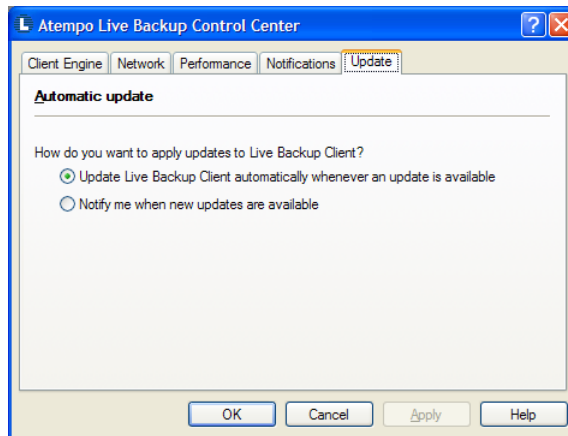 Atempo Live Backup Control Center
Client Engine Network Performance Notifications Update
Automatic update
How do you want to apply updates to Live Backup Client?
Update Live Backup Client automatically whenever an update is available
Notify me when new updates are available
OK Cancel Apply Help